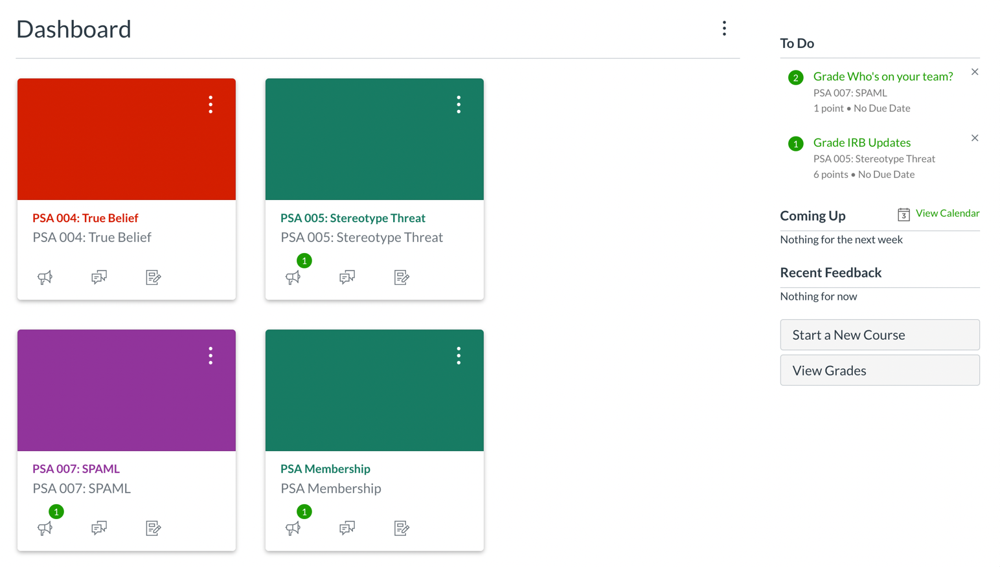 Dashboard
PSA 004: True Belief
PSA 004: True Belief
PSA 005: Stereotype Threat
PSA 005: Stereotype Threat
1
PSA 007: SPAML
PSA 007: SPAML
1
PSA Membership
PSA Membership
1
To Do
2
Grade Who's on your team?
PSA 007: SPAML
1 point • No Due Date
1
Grade IRB Updates
PSA 005: Stereotype Threat
6 points • No Due Date
Coming Up
3
View Calendar
Nothing for the next week
Recent Feedback
Nothing for now
Start a New Course
View Grades